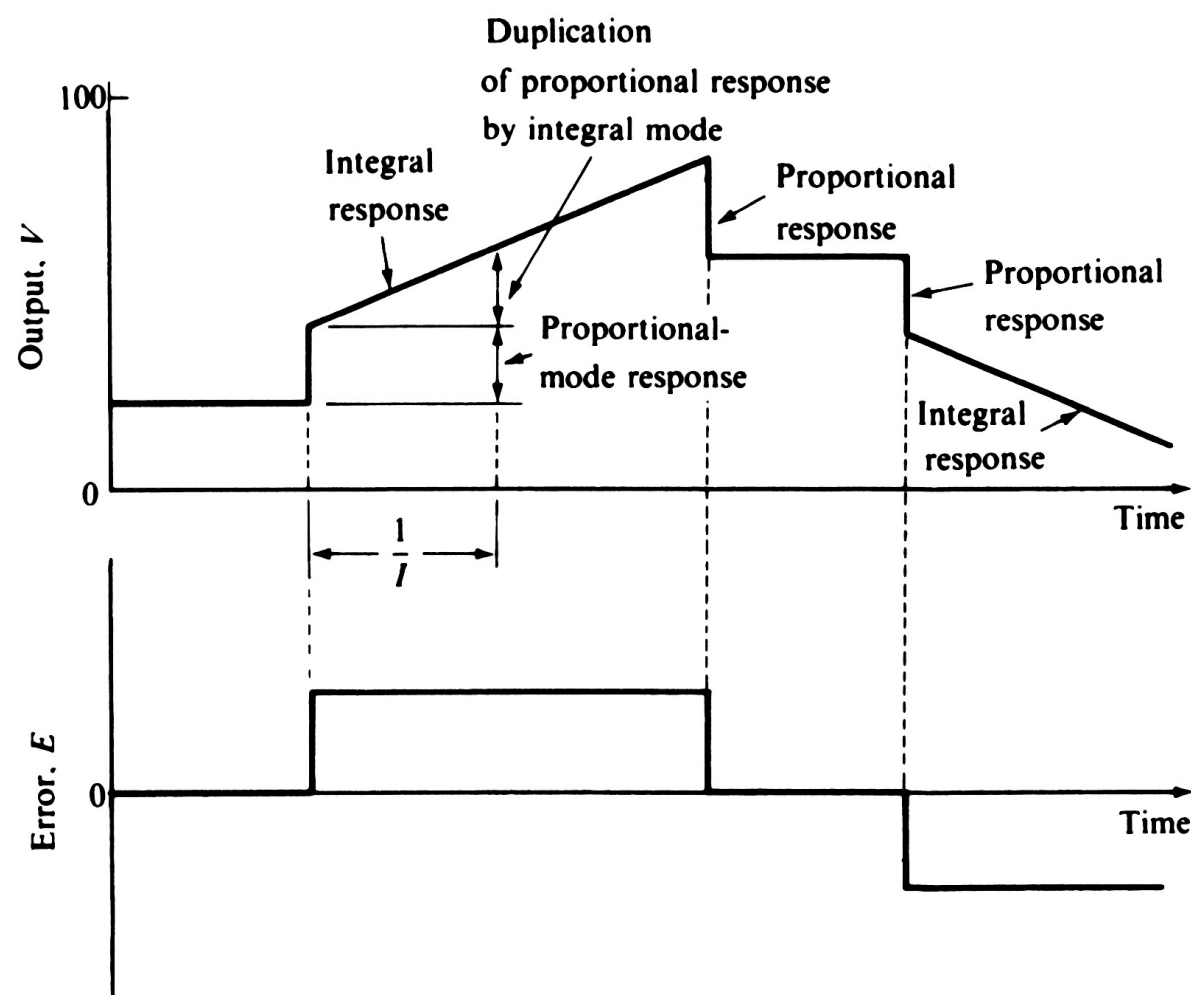 Duplication
of proportional response
by integral mode
100
Integral
response
Proportional
response
Proportional
response
Proportional-
mode response
Integral
response
Output, V
0
Time
1
I
Error, E
0
Time